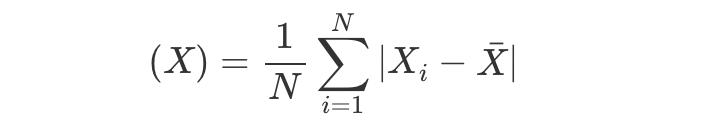 (X) = \frac{1}{N} \sum_{i=1}^{N} |X_i - \bar{X}|